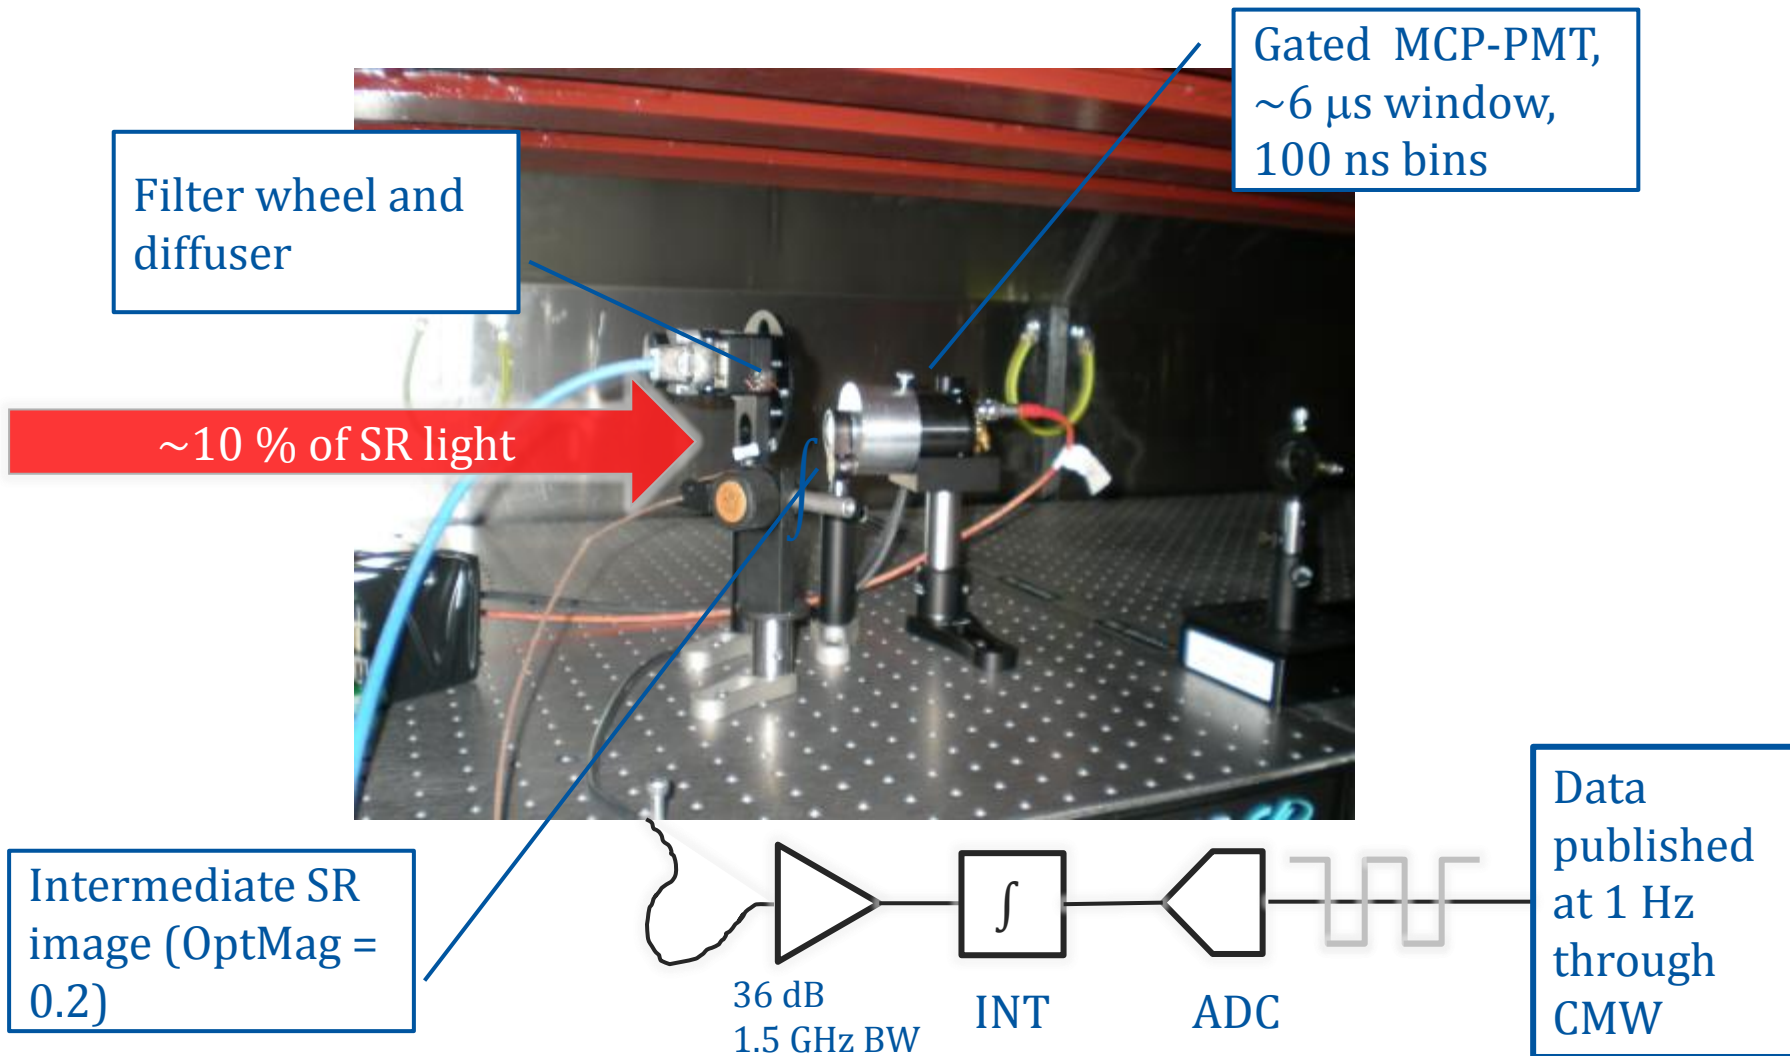 Gated MCP-PMT,
~6 μs window,
100 ns bins
Filter wheel and
diffuser
~10 % of SR light
∫
Intermediate SR
image (OptMag =
0.2)
∫
36 dB
1.5 GHz BW
INT
ADC
Data
published
at 1 Hz
through
CMW